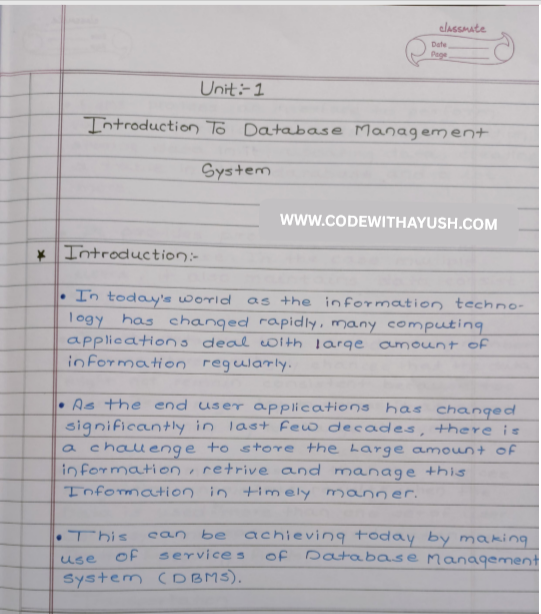 classmate
Date
Page
Unit:-1
Introduction To Database Management
System
WWW.CODEWITHAYUSH.COM
* Introduction:-
• In today's world as the information techno-
logy has changed rapidly, many computing
applications deal with large amount of
information regularly.
• As the end user applications has changed
significantly in last few decades, there is
a challenge to store the Large amount of
information, retrive and manage this
Information in timely manner.
• This can be achieving today by making
use of services of Database Management
System (DBMS).